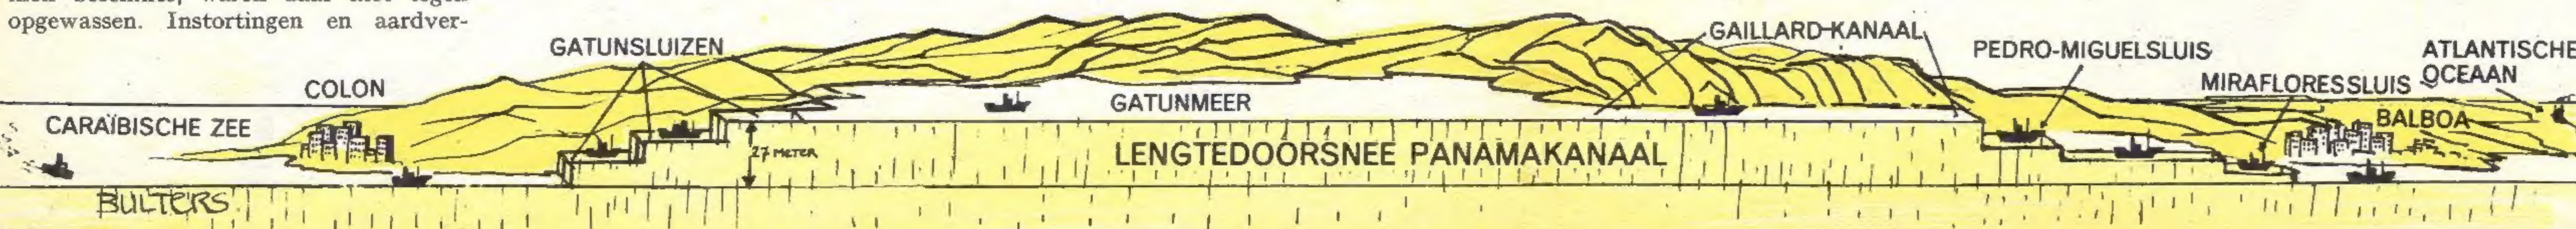 opgewassen. Instortingen en aardver-
GATUNSLUIZEN
COLON
CARAÏBISCHE ZEE
GATUNMEER
GAILLARD-KANAAL
PEDRO-MIGUELSLUIS
MIRAFLORESSLUIS
ATLANTISCHE
OCEAAN
BALBOA
27 METER
LENGTEDOORSNEE PANAMAKANAAL
BULTERS